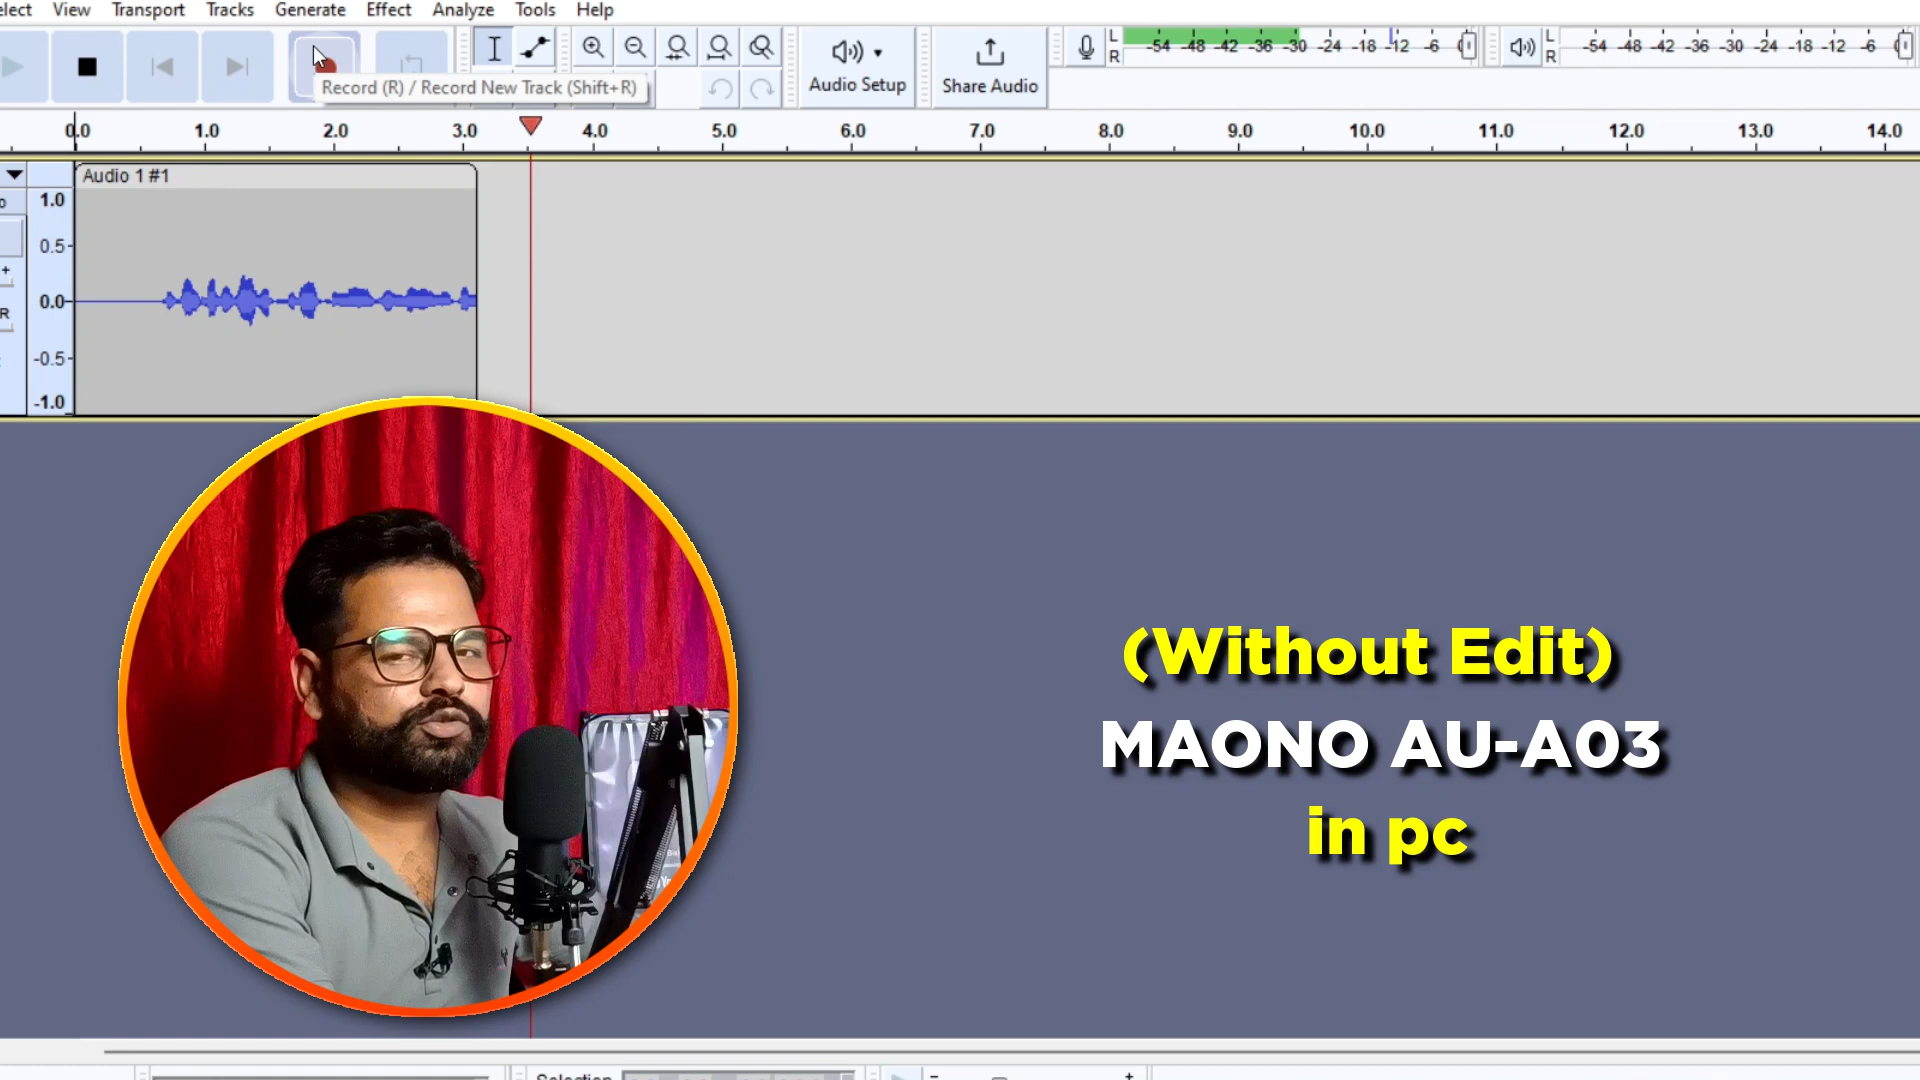 View Transport Tracks Generate Effect Analyze Tools Help
Record (R) / Record New Track (Shift+R)
Audio Setup
Share Audio
L
R
-54 -48 -42 -36 -30 -24 -18 -12 -6 0
L
R
-54 -48 -42 -36 -30 -24 -18 -12 -6 0
0.0 1.0 2.0 3.0 4.0 5.0 6.0 7.0 8.0 9.0 10.0 11.0 12.0 13.0 14.0
Audio 1 #1
1.0
0.5
0.0
-0.5
-1.0
R
(Without Edit)
MAONO AU-A03
in pc
Selection